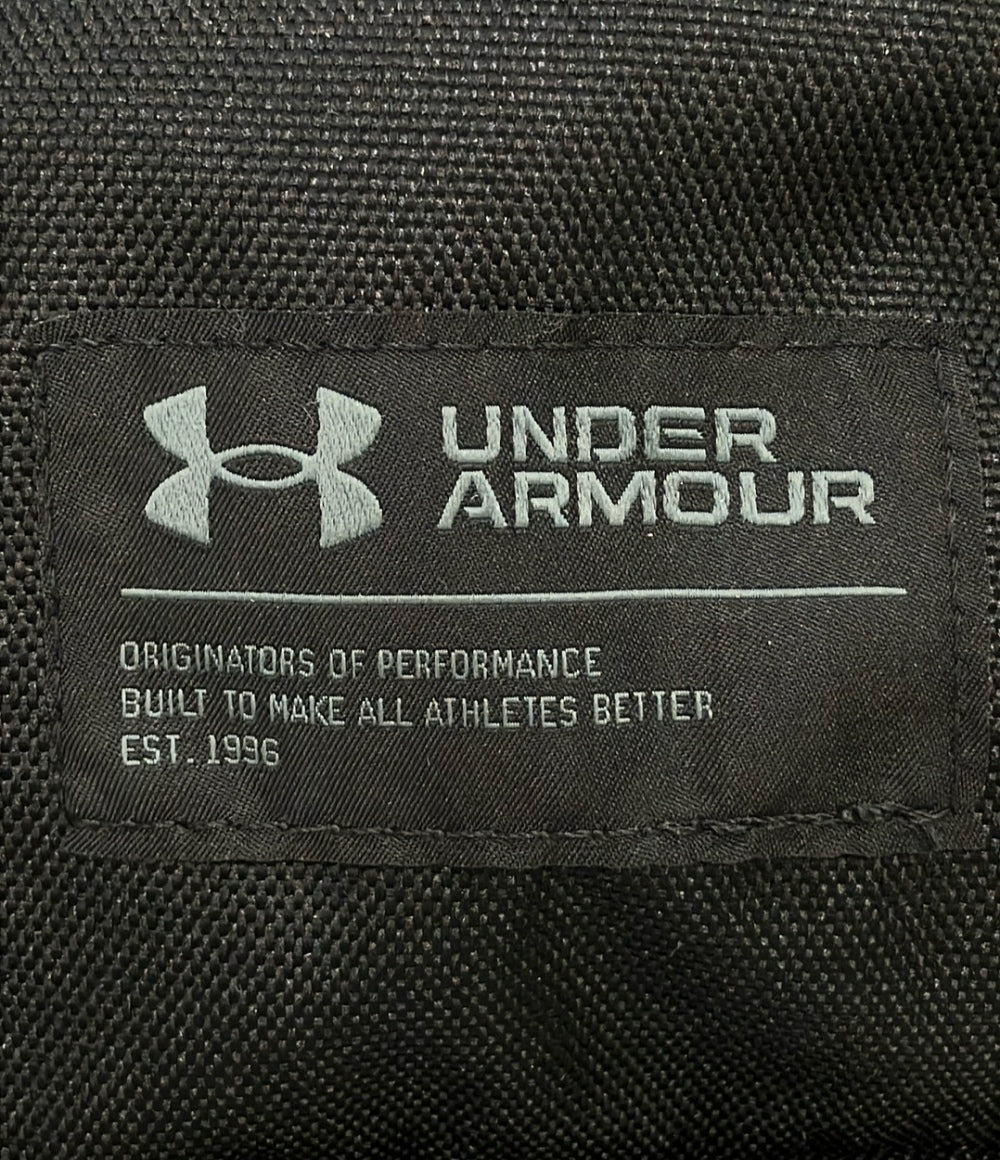 UNDER
ARMOUR
ORIGINATORS OF PERFORMANCE
BUILT TO MAKE ALL ATHLETES BETTER
EST. 1996